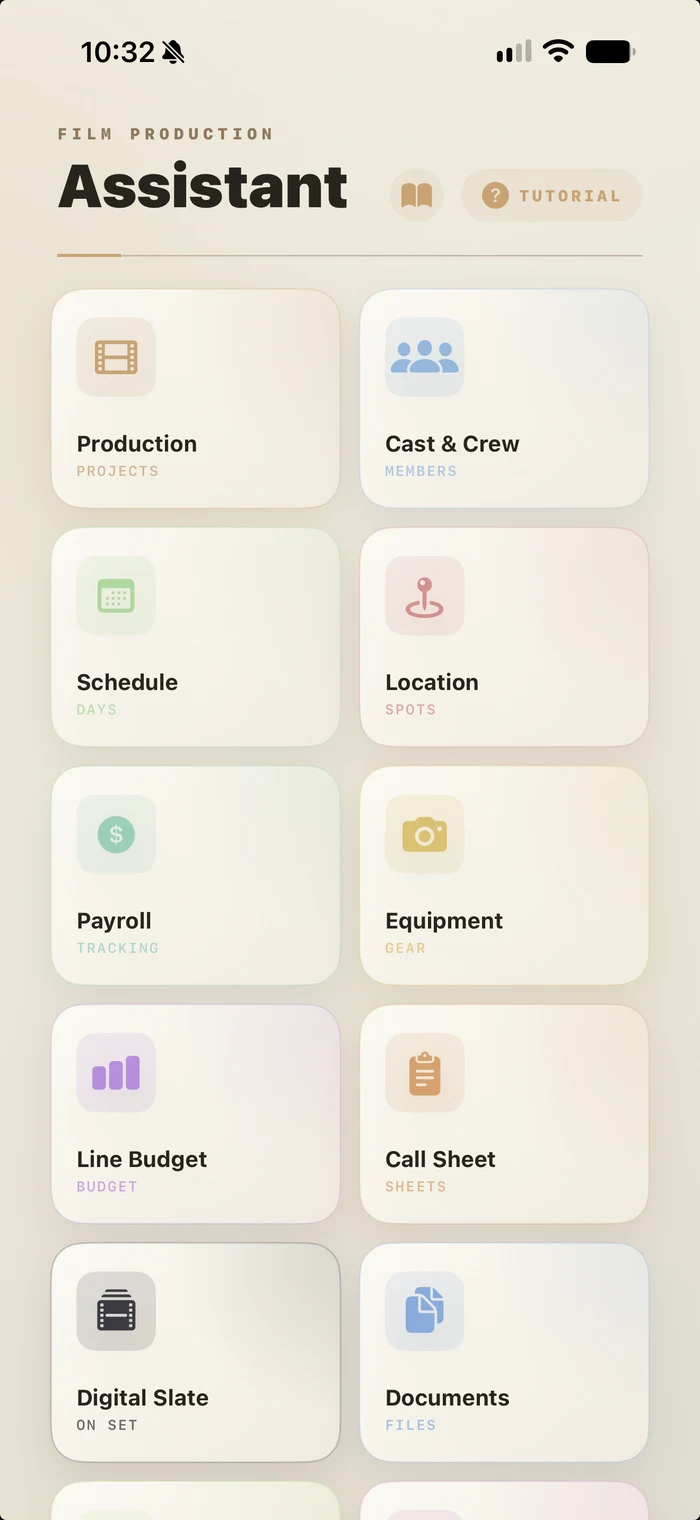 10:32
FILM PRODUCTION
Assistant
? TUTORIAL
Production
PROJECTS
Cast & Crew
MEMBERS
Schedule
DAYS
Location
SPOTS
$
Payroll
TRACKING
Equipment
GEAR
Line Budget
BUDGET
Call Sheet
SHEETS
Digital Slate
ON SET
Documents
FILES